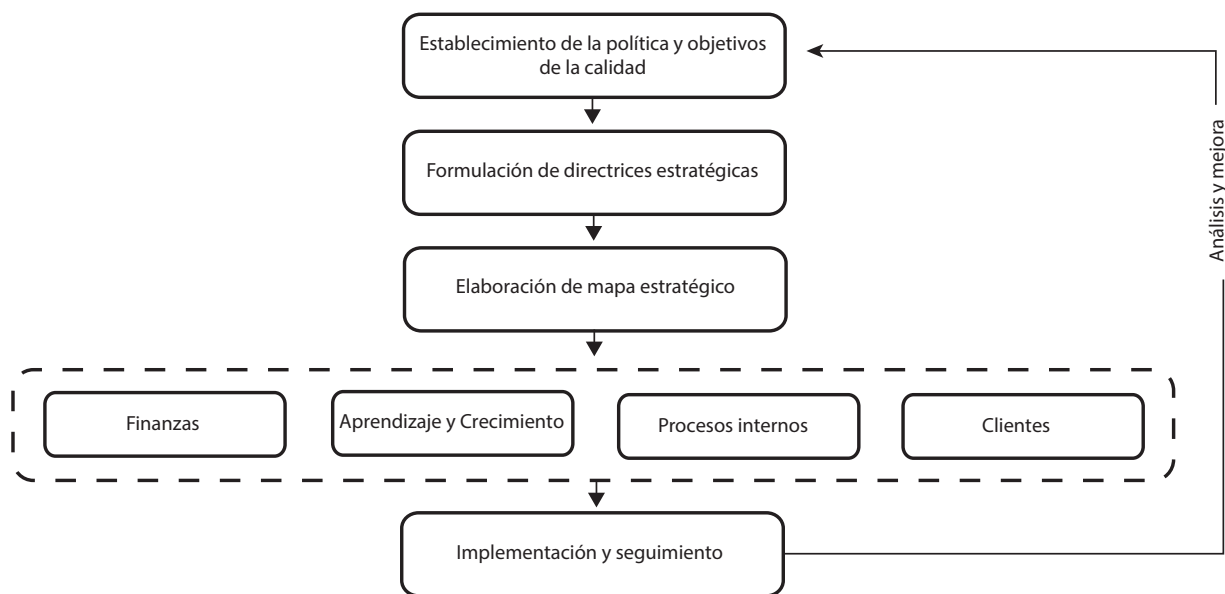 Establecimiento de la política y objetivos
de la calidad
Formulación de directrices estratégicas
Elaboración de mapa estratégico
Finanzas
Aprendizaje y Crecimiento
Procesos internos
Clientes
Implementación y seguimiento
Análisis y mejora